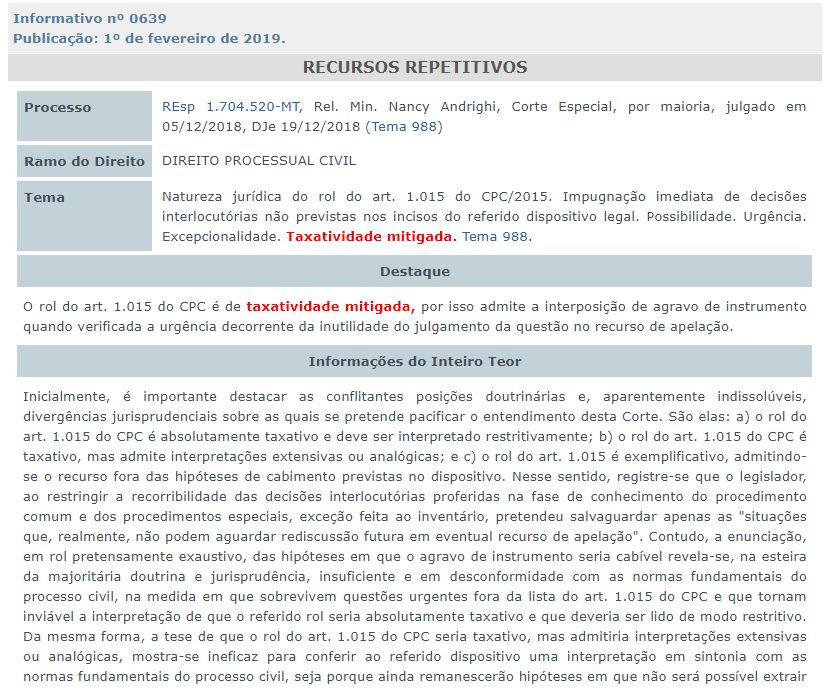 Informativo nº 0639
Publicação: 1º de fevereiro de 2019.
RECURSOS REPETITIVOS
Processo
REsp 1.704.520-MT, Rel. Min. Nancy Andrighi, Corte Especial, por maioria, julgado em
05/12/2018, DJe 19/12/2018 (Tema 988)
Ramo do Direito
DIREITO PROCESSUAL CIVIL
Tema
Natureza jurídica do rol do art. 1.015 do CPC/2015. Impugnação imediata de decisões
interlocutórias não previstas nos incisos do referido dispositivo legal. Possibilidade. Urgência.
Excepcionalidade. Taxatividade mitigada. Tema 988.
Destaque
O rol do art. 1.015 do CPC é de taxatividade mitigada, por isso admite a interposição de agravo de instrumento
quando verificada a urgência decorrente da inutilidade do julgamento da questão no recurso de apelação.
Informações do Inteiro Teor
Inicialmente, é importante destacar as conflitantes posições doutrinárias e, aparentemente indissolúveis,
divergências jurisprudenciais sobre as quais se pretende pacificar o entendimento desta Corte. São elas: a) o rol do
art. 1.015 do CPC é absolutamente taxativo e deve ser interpretado restritivamente; b) o rol do art. 1.015 do CPC é
taxativo, mas admite interpretações extensivas ou analógicas; e c) o rol do art. 1.015 é exemplificativo, admitindo-
se o recurso fora das hipóteses de cabimento previstas no dispositivo. Nesse sentido, registre-se que o legislador,
ao restringir a recorribilidade das decisões interlocutórias proferidas na fase de conhecimento do procedimento
comum e dos procedimentos especiais, exceção feita ao inventário, pretendeu salvaguardar apenas as "situações
que, realmente, não podem aguardar rediscussão futura em eventual recurso de apelação". Contudo, a enunciação,
em rol pretensamente exaustivo, das hipóteses em que o agravo de instrumento seria cabível revela-se, na esteira
da majoritária doutrina e jurisprudência, insuficiente e em desconformidade com as normas fundamentais do
processo civil, na medida em que sobrevivem questões urgentes fora da lista do art. 1.015 do CPC e que tornam
inviável a interpretação de que o referido rol seria absolutamente taxativo e que deveria ser lido de modo restritivo.
Da mesma forma, a tese de que o rol do art. 1.015 do CPC seria taxativo, mas admitiria interpretações extensivas
ou analógicas, mostra-se ineficaz para conferir ao referido dispositivo uma interpretação em sintonia com as
normas fundamentais do processo civil, seja porque ainda remanescerão hipóteses em que não será possível extrair